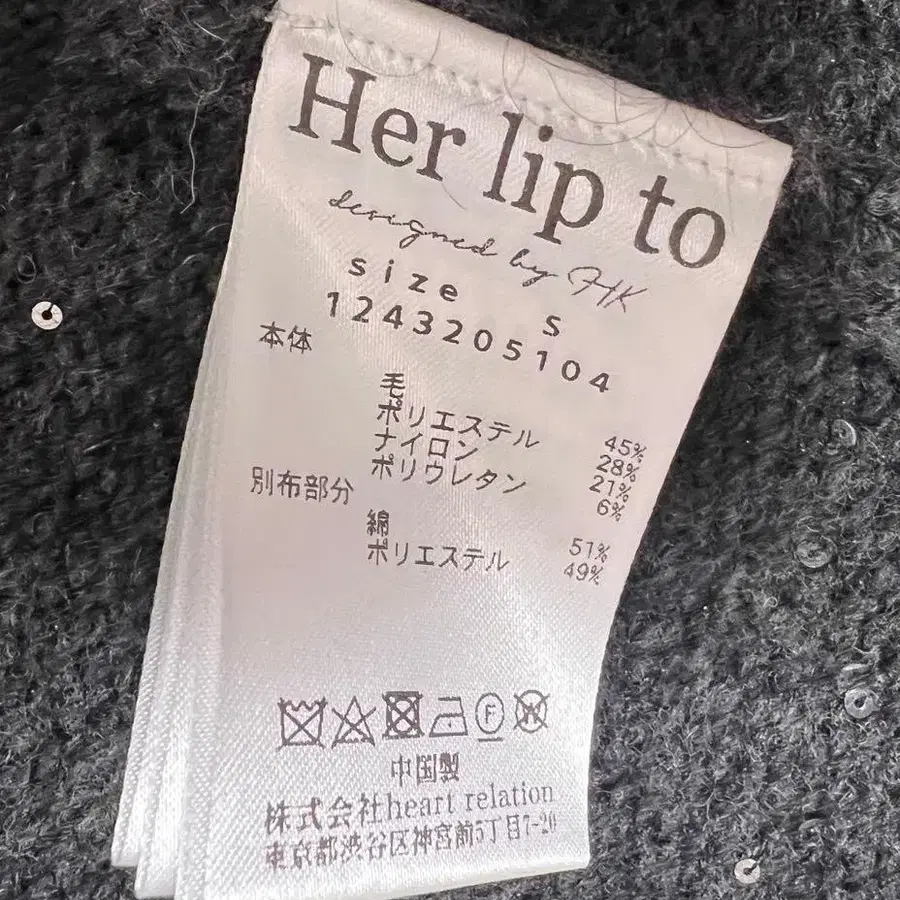 Her lip to
designed by HK
size S
1243205104
本体
毛 45%
ポリエステル 28%
ナイロン 21%
ポリウレタン 6%
別布部分
綿 51%
ポリエステル 49%
F
W
中国製
株式会社heart relation
東京都渋谷区神宮前5丁目7-20